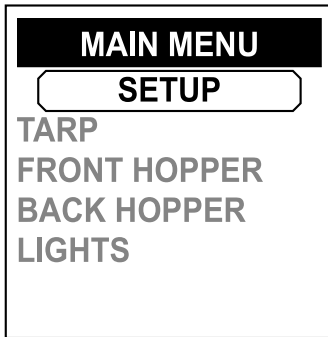 MAIN MENU
SETUP
TARP
FRONT HOPPER
BACK HOPPER
LIGHTS